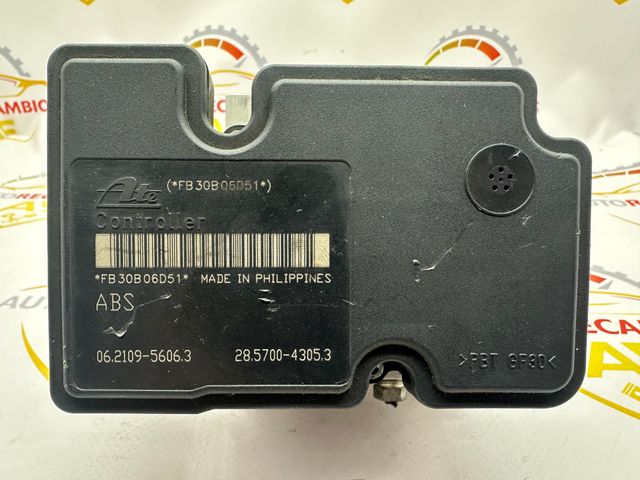 Ate (*FB30B06D51*)
Controller
*FB30B06D51* MADE IN PHILIPPINES
ABS
06.2109-5606.3 28.5700-4305.3
>PBT GF30<